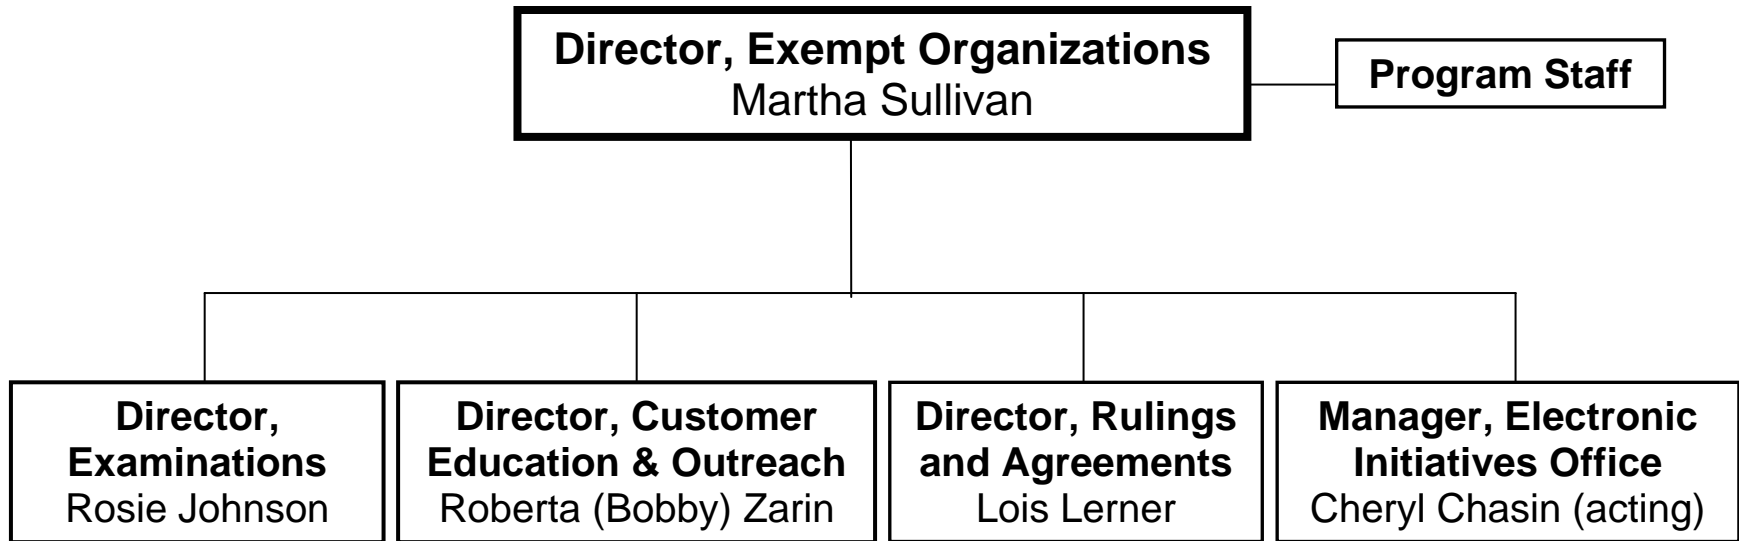 Director, Exempt Organizations
Martha Sullivan
Program Staff
Director,
Examinations
Rosie Johnson
Director, Customer
Education & Outreach
Roberta (Bobby) Zarin
Director, Rulings
and Agreements
Lois Lerner
Manager, Electronic
Initiatives Office
Cheryl Chasin (acting)